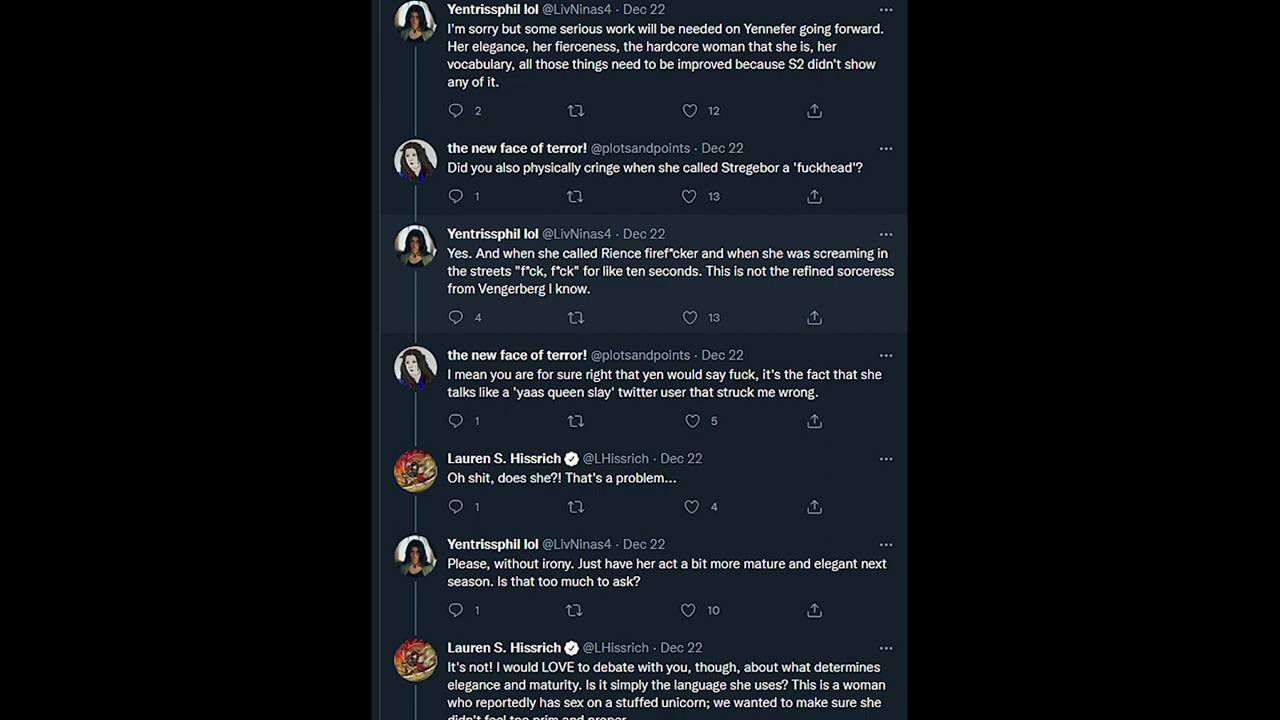 Yentrissphil lol @LivNinas4 · Dec 22
I'm sorry but some serious work will be needed on Yennefer going forward.
Her elegance, her fierceness, the hardcore woman that she is, her
vocabulary, all those things need to be improved because S2 didn't show
any of it.
2 12
the new face of terror! @plotsandpoints · Dec 22
Did you also physically cringe when she called Stregebor a 'fuckhead'?
1 13
Yentrissphil lol @LivNinas4 · Dec 22
Yes. And when she called Rience firef*cker and when she was screaming in
the streets "f*ck, f*ck" for like ten seconds. This is not the refined sorceress
from Vengerberg I know.
4 13
the new face of terror! @plotsandpoints · Dec 22
I mean you are for sure right that yen would say fuck, it's the fact that she
talks like a 'yaas queen slay' twitter user that struck me wrong.
1 5
Lauren S. Hissrich @LHissrich · Dec 22
Oh shit, does she?! That's a problem...
1 4
Yentrissphil lol @LivNinas4 · Dec 22
Please, without irony. Just have her act a bit more mature and elegant next
season. Is that too much to ask?
1 10
Lauren S. Hissrich @LHissrich · Dec 22
It's not! I would LOVE to debate with you, though, about what determines
elegance and maturity. Is it simply the language she uses? This is a woman
who reportedly has sex on a stuffed unicorn; we wanted to make sure she
didn't feel too prim and proper